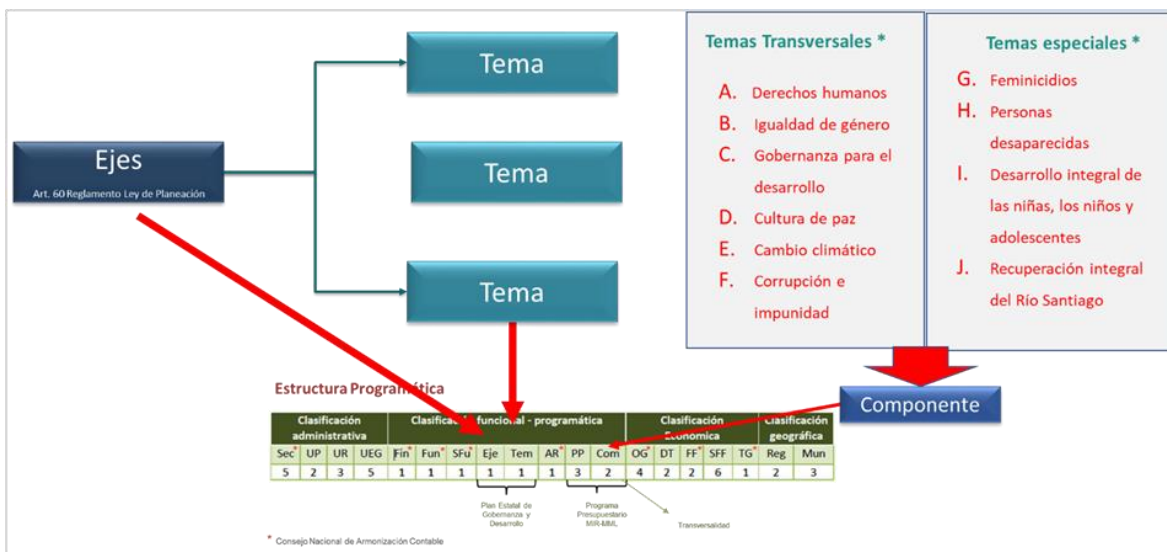 Tema
Tema
Tema
Ejes
Art. 60 Reglamento Ley de Planeación
Temas Transversales *
A. Derechos humanos
B. Igualdad de género
C. Gobernanza para el
desarrollo
D. Cultura de paz
E. Cambio climático
F. Corrupción e
impunidad
Temas especiales *
G. Feminicidios
H. Personas
desaparecidas
I. Desarrollo integral de
las niñas, los niños y
adolescentes
J. Recuperación integral
del Río Santiago
Componente
Estructura Programática
Clasificación
administrativa
Clasificación funcional - programática
Clasificación
Económica
Clasificación
geográfica
Sec* UP UR UEG Fin* Fun* SFu* Eje Tem AR* PP Com OG* DT FF* SFF TG* Reg Mun
5 2 3 5 1 1 1 1 1 1 3 2 4 2 2 6 1 2 3
Plan Estatal de
Gobernanza y
Desarrollo
Programa
Presupuestario
MIR-MML
Transversalidad
* Consejo Nacional de Armonización Contable